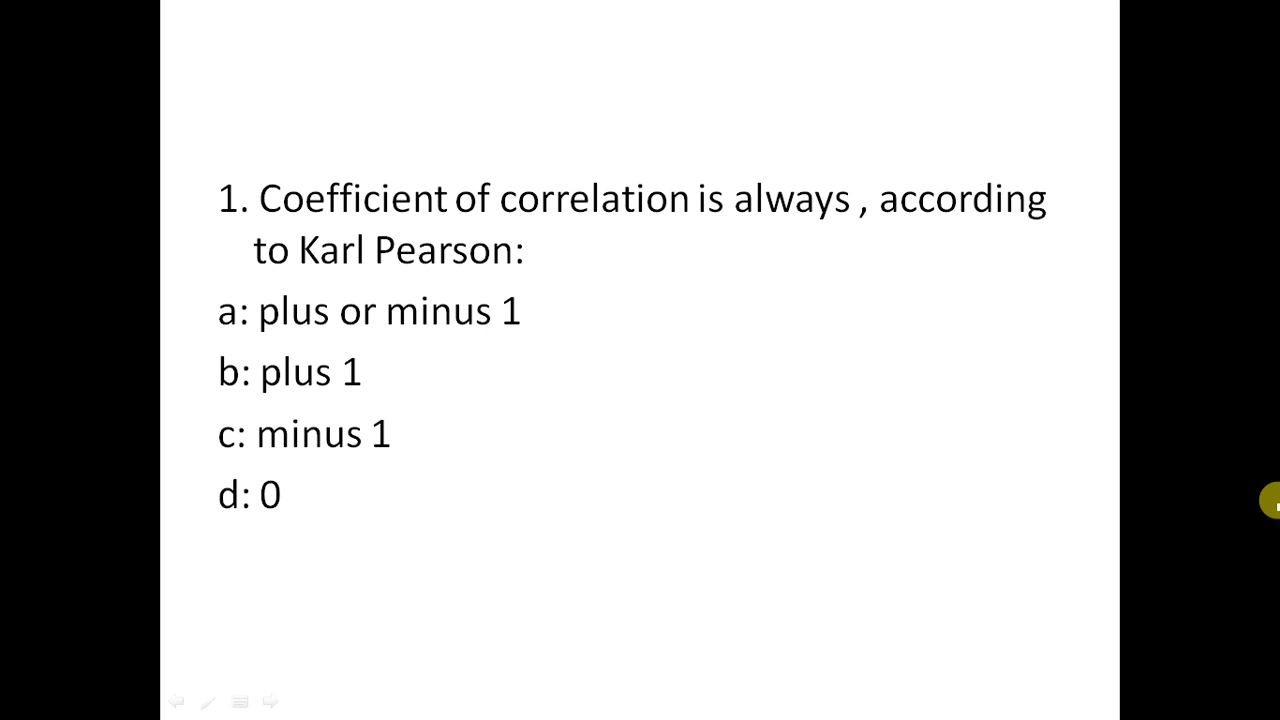 1. Coefficient of correlation is always , according
to Karl Pearson:
a: plus or minus 1
b: plus 1
c: minus 1
d: 0